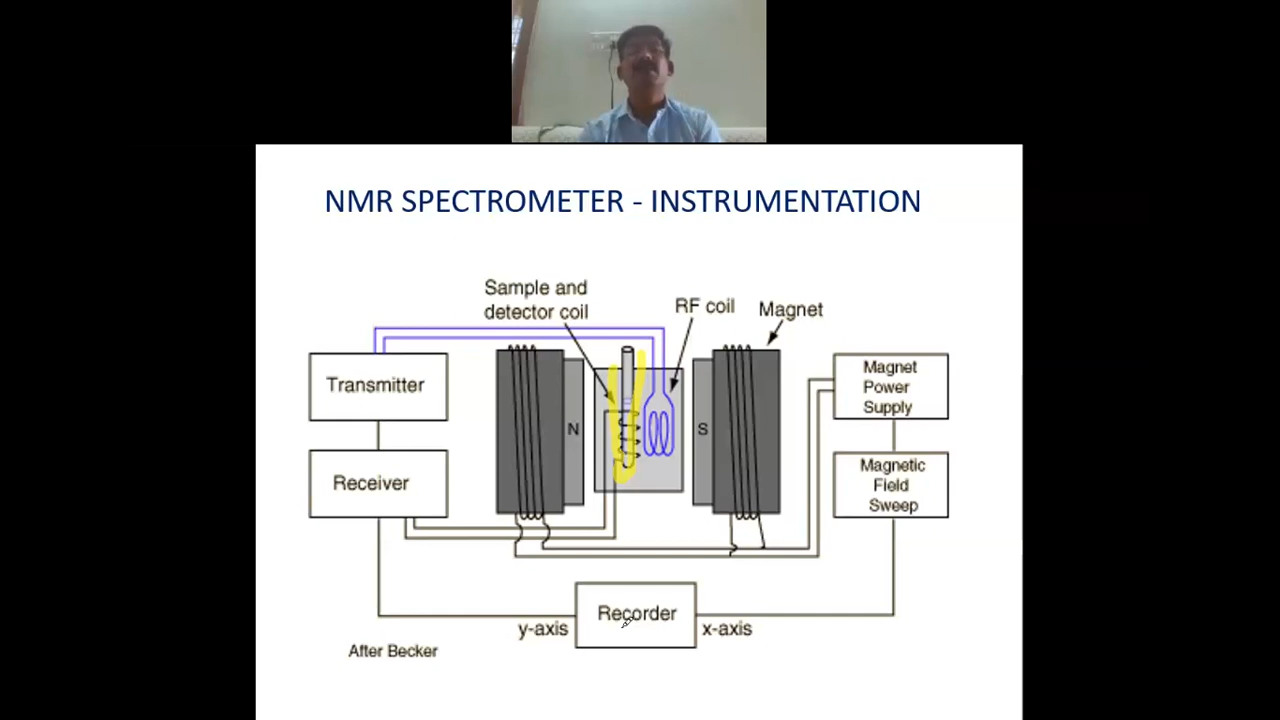 NMR SPECTROMETER - INSTRUMENTATION
Sample and
detector coil
RF coil
Magnet
Transmitter
Receiver
N
S
Magnet
Power
Supply
Magnetic
Field
Sweep
Recorder
y-axis
x-axis
After Becker